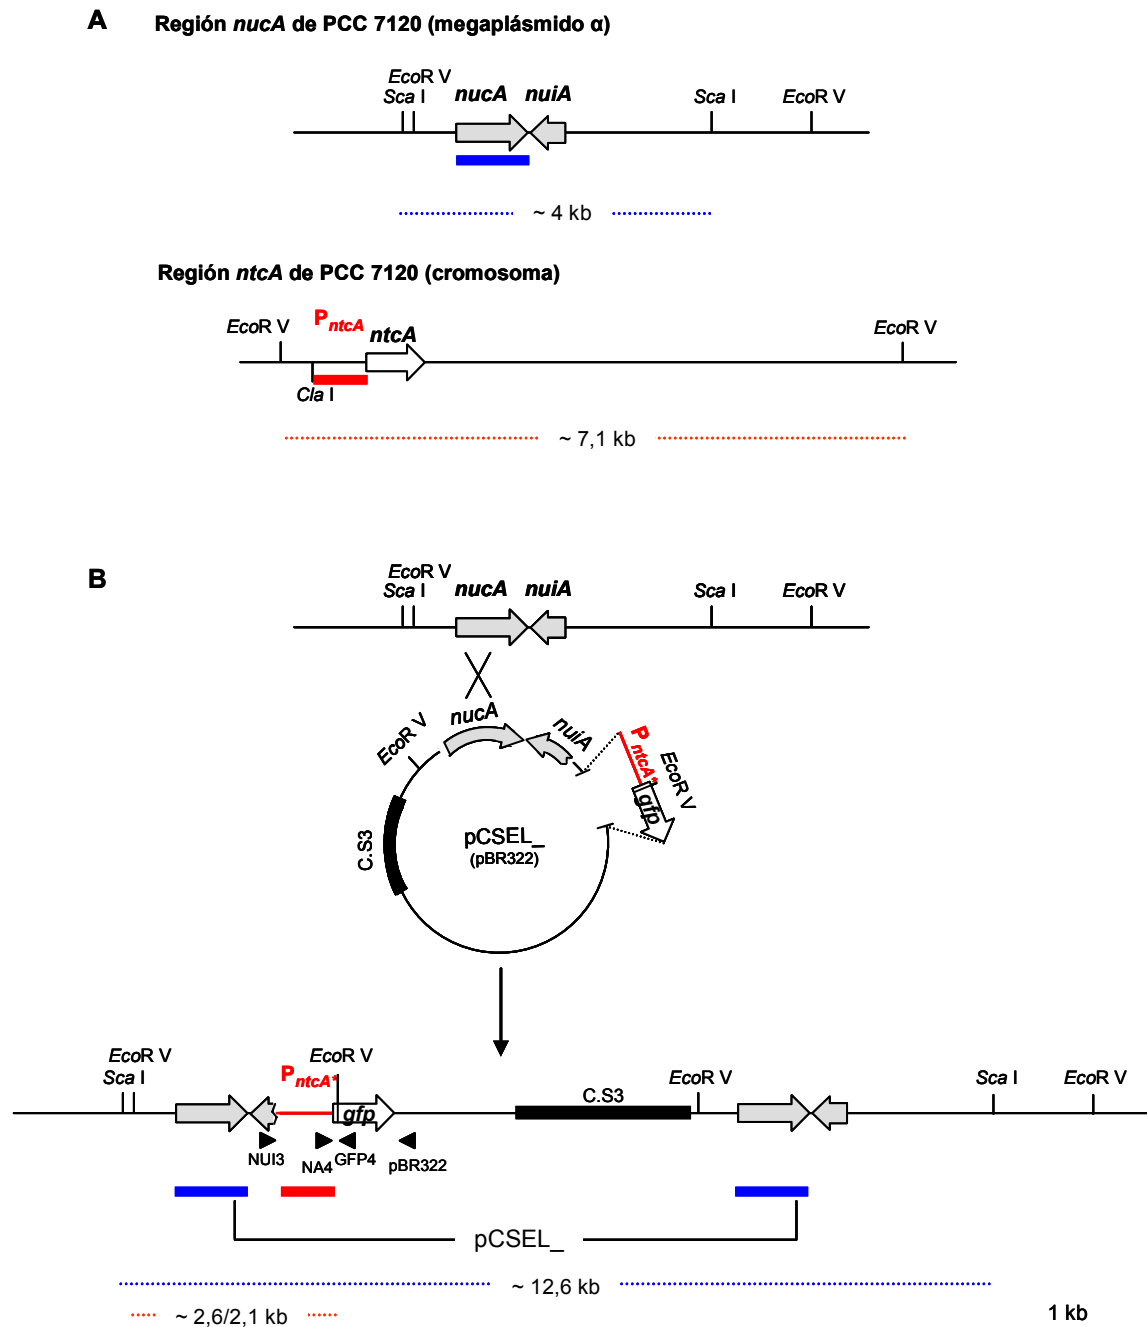 A
Región nucA de PCC 7120 (megaplásmido α)
EcoR V
Sca I
nucA
nuiA
Sca I
EcoR V
~ 4 kb
Región ntcA de PCC 7120 (cromosoma)
EcoR V
PntcA
ntcA
EcoR V
Cla I
~ 7,1 kb
B
EcoR V
Sca I
nucA
nuiA
Sca I
EcoR V
EcoR V
nucA
nuiA
PntcA*
EcoR V
gfp
C.S3
pCSEL_
(pBR322)
EcoR V
Sca I
PntcA*
EcoR V
gfp
C.S3
EcoR V
Sca I
EcoR V
NUI3
NA4
GFP4
pBR322
pCSEL_
~ 12,6 kb
~ 2,6/2,1 kb
1 kb